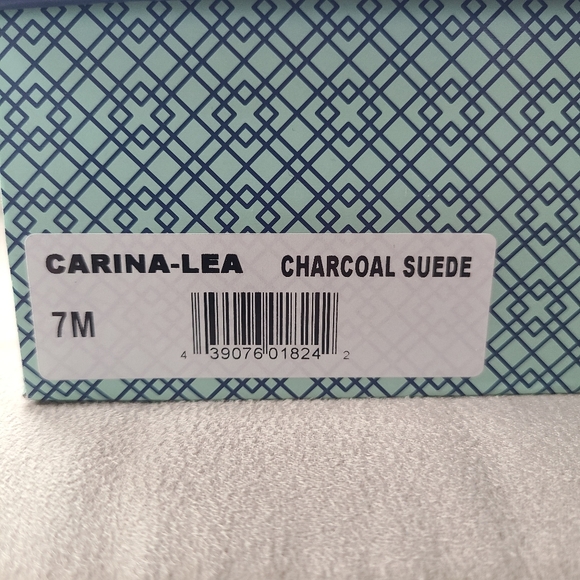 CARINA-LEA CHARCOAL SUEDE
7M
4 39076 01824 2